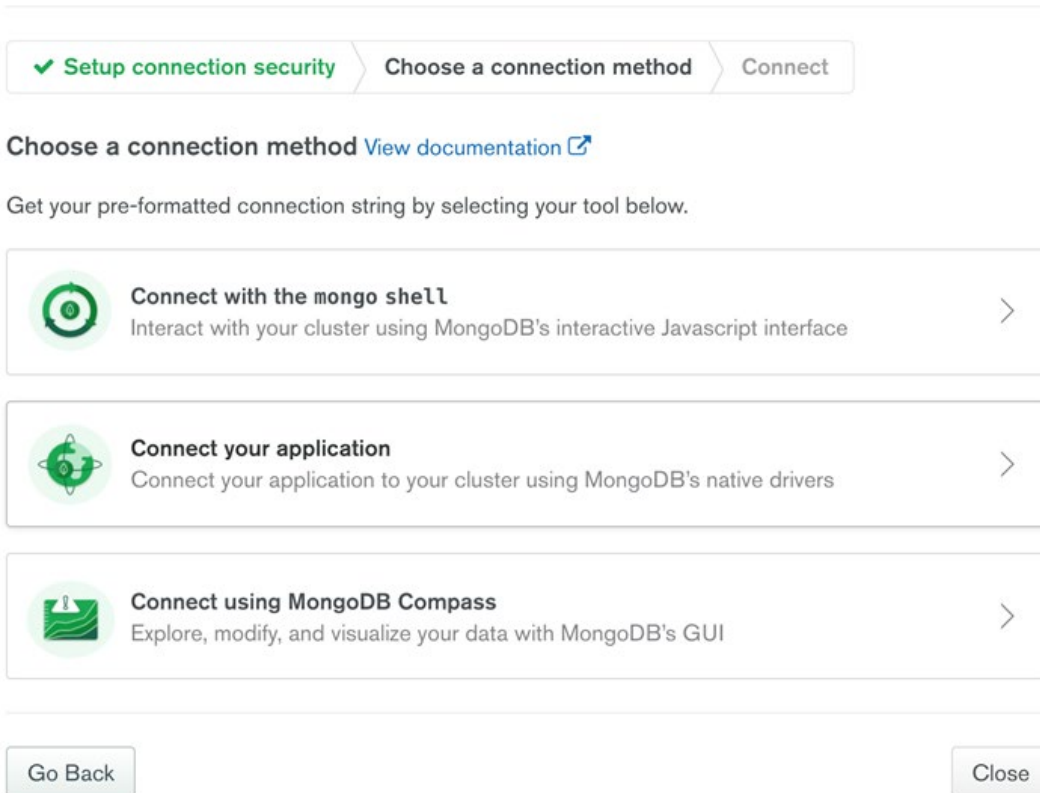 Setup connection security Choose a connection method Connect
Choose a connection method View documentation
Get your pre-formatted connection string by selecting your tool below.
Connect with the mongo shell
Interact with your cluster using MongoDB's interactive Javascript interface
Connect your application
Connect your application to your cluster using MongoDB's native drivers
Connect using MongoDB Compass
Explore, modify, and visualize your data with MongoDB's GUI
Go Back Close